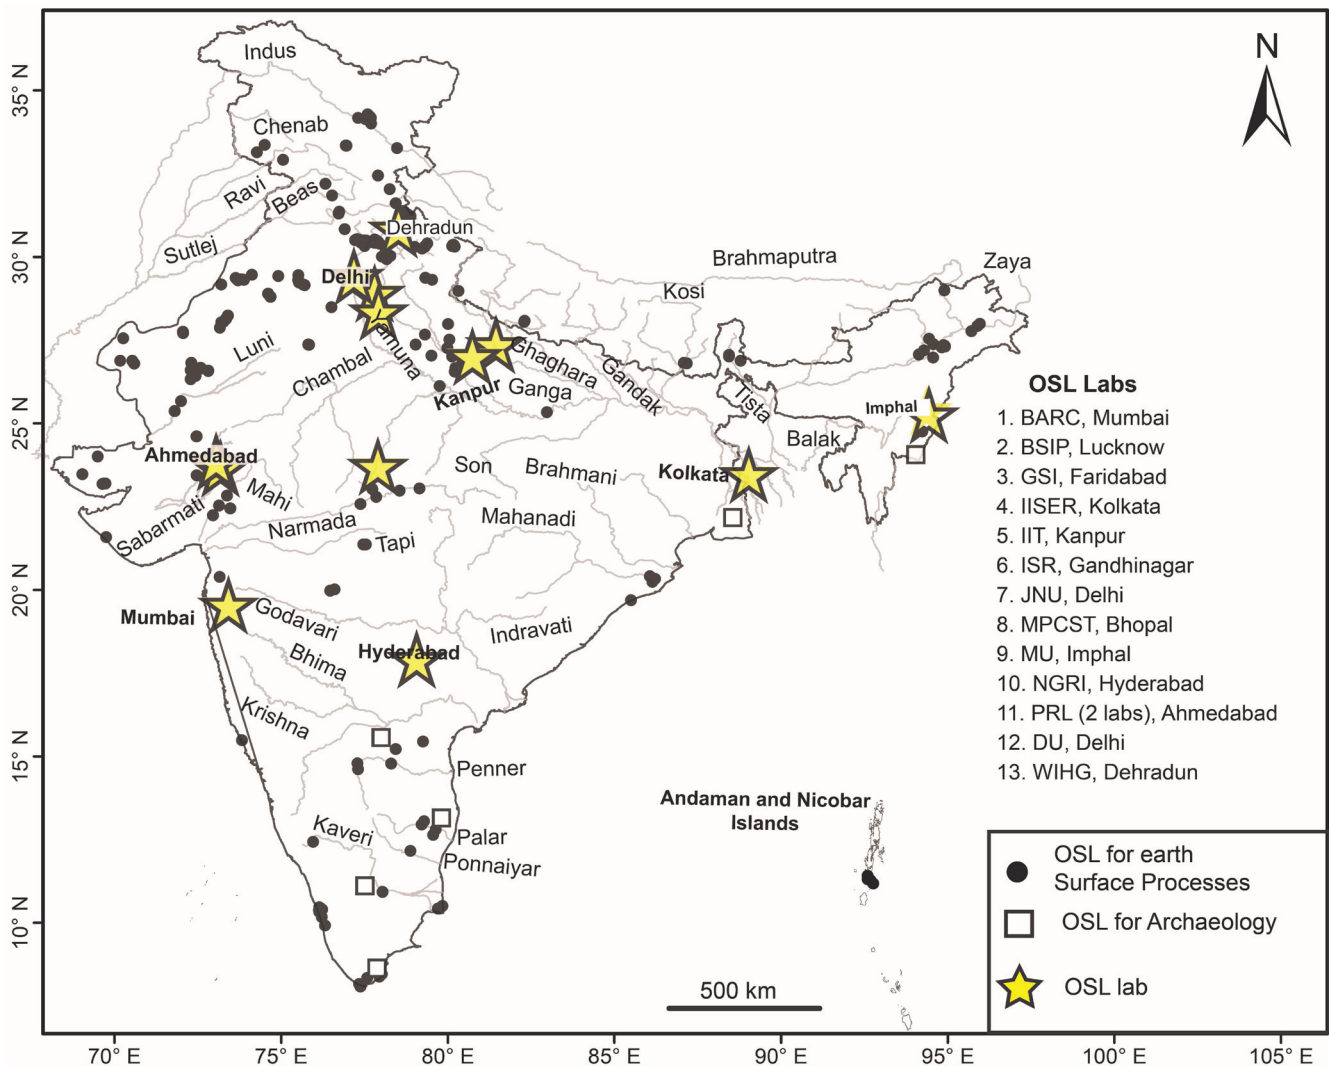 N
35° N
30° N
25° N
20° N
15° N
10° N
70° E
75° E
80° E
85° E
90° E
95° E
100° E
105° E
Indus
Chenab
Ravi
Beas
Sutlej
Dehradun
Delhi
Brahmaputra
Zaya
Kosi
Luni
Chambal
Yamuna
Ghaghara
Gandak
Kanpur
Ganga
Tista
Imphal
Balak
Ahmedabad
Mahi
Sabarmati
Narmada
Tapi
Son
Brahmani
Mahanadi
Kolkata
Mumbai
Godavari
Bhima
Hyderabad
Indravati
Krishna
Penner
Kaveri
Palar
Ponnaiyar
Andaman and Nicobar
Islands
500 km
OSL Labs
1. BARC, Mumbai
2. BSIP, Lucknow
3. GSI, Faridabad
4. IISER, Kolkata
5. IIT, Kanpur
6. ISR, Gandhinagar
7. JNU, Delhi
8. MPCST, Bhopal
9. MU, Imphal
10. NGRI, Hyderabad
11. PRL (2 labs), Ahmedabad
12. DU, Delhi
13. WIHG, Dehradun
OSL for earth
Surface Processes
OSL for Archaeology
OSL lab